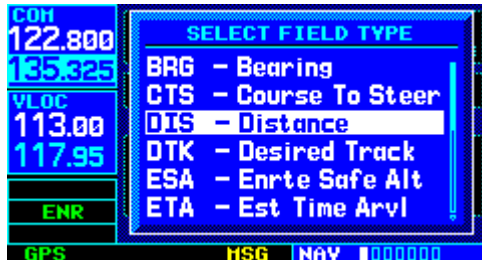 COM
122.800
135.325
VLOC
113.00
117.95
ENR
GPS
SELECT FIELD TYPE
BRG – Bearing
CTS – Course To Steer
DIS – Distance
DTK – Desired Track
ESA – Enrte Safe Alt
ETA – Est Time Arvl
MSG
NAV